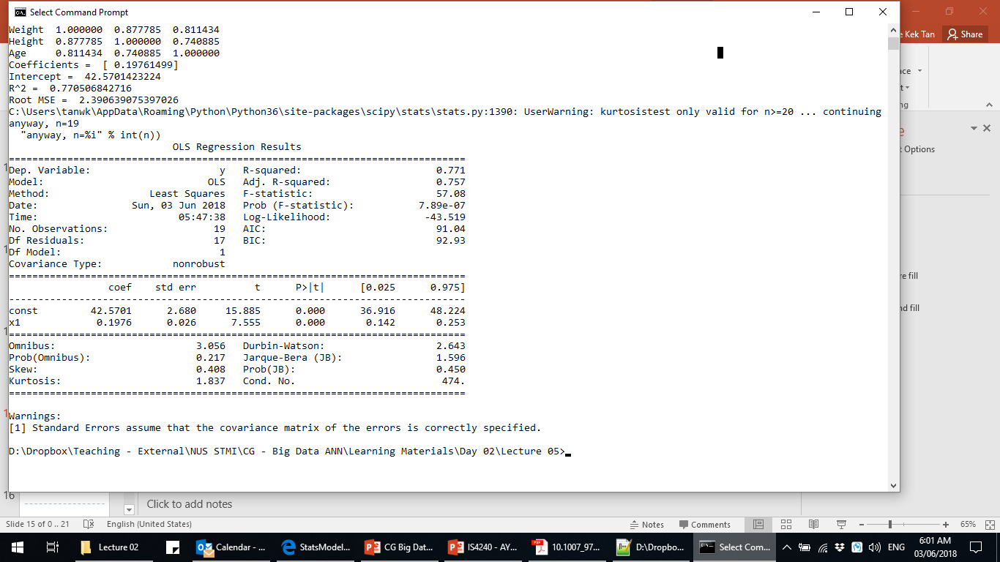 Select Command Prompt
Weight  1.000000  0.877785  0.811434
Height  0.877785  1.000000  0.740885
Age     0.811434  0.740885  1.000000
Coefficients =  [ 0.19761499]
Intercept =  42.5701423224
R^2 =  0.770506842716
Root MSE =  2.390639075397026
C:\Users\tanwk\AppData\Roaming\Python\Python36\site-packages\scipy\stats\stats.py:1390: UserWarning: kurtosistest only valid for n>=20 ... continuing
anyway, n=19
  "anyway, n=%i" % int(n))
                            OLS Regression Results
==============================================================================
Dep. Variable:                      y   R-squared:                       0.771
Model:                            OLS   Adj. R-squared:                  0.757
Method:                 Least Squares   F-statistic:                     57.08
Date:                Sun, 03 Jun 2018   Prob (F-statistic):           7.89e-07
Time:                        05:47:38   Log-Likelihood:                -43.519
No. Observations:                  19   AIC:                             91.04
Df Residuals:                      17   BIC:                             92.93
Df Model:                           1
Covariance Type:            nonrobust
==============================================================================
                 coef    std err          t      P>|t|      [0.025      0.975]
------------------------------------------------------------------------------
const         42.5701      2.680     15.885      0.000      36.916      48.224
x1             0.1976      0.026      7.555      0.000       0.142       0.253
==============================================================================
Omnibus:                        3.056   Durbin-Watson:                   2.643
Prob(Omnibus):                  0.217   Jarque-Bera (JB):                1.596
Skew:                           0.408   Prob(JB):                        0.450
Kurtosis:                       1.837   Cond. No.                         474.
==============================================================================
Warnings:
[1] Standard Errors assume that the covariance matrix of the errors is correctly specified.
D:\Dropbox\Teaching - External\NUS STMI\CG - Big Data ANN\Learning Materials\Day 02\Lecture 05>
Kek Tan
Share
Options
fill
fill
16
Click to add notes
Slide 15 of 0 .. 21 English (United States) Notes Comments 65%
Lecture 02 Calendar - ... StatsModel... CG Big Dat... IS4240 - AY... 10.1007_97... D:\Dropbo... Select Com... ENG
6:01 AM
03/06/2018